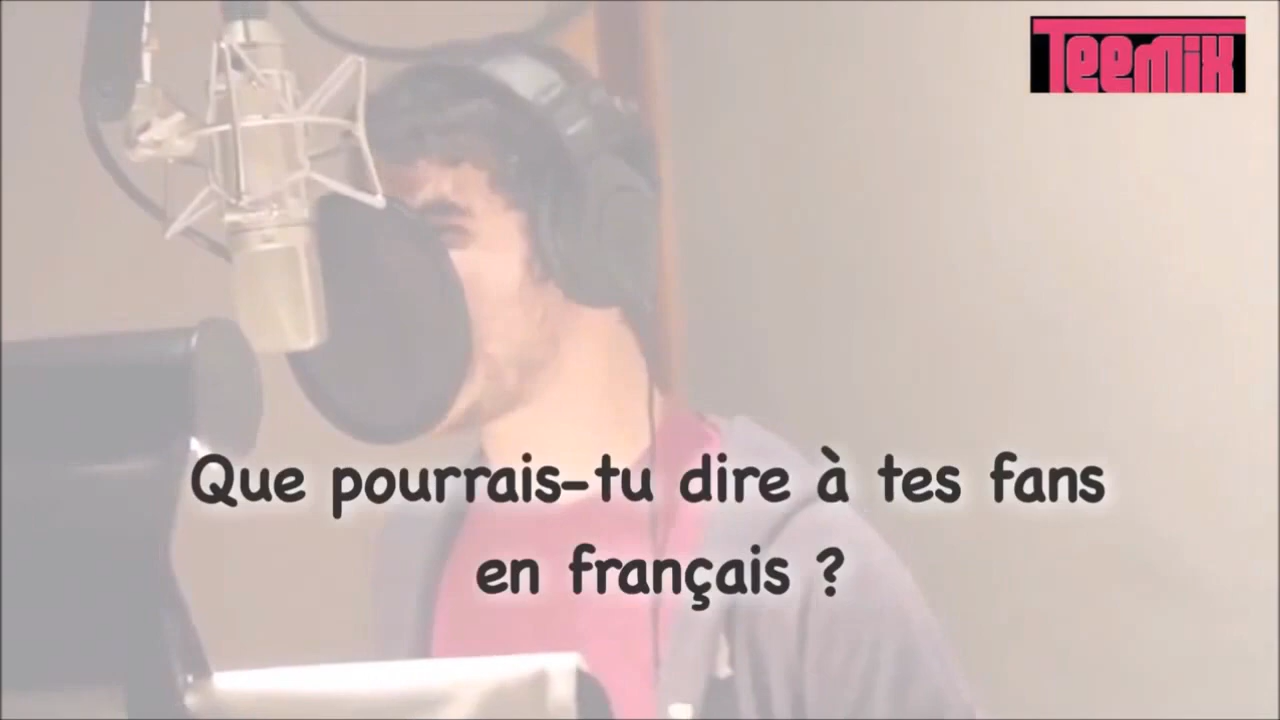 Teemix
Que pourrais-tu dire à tes fans
en français ?